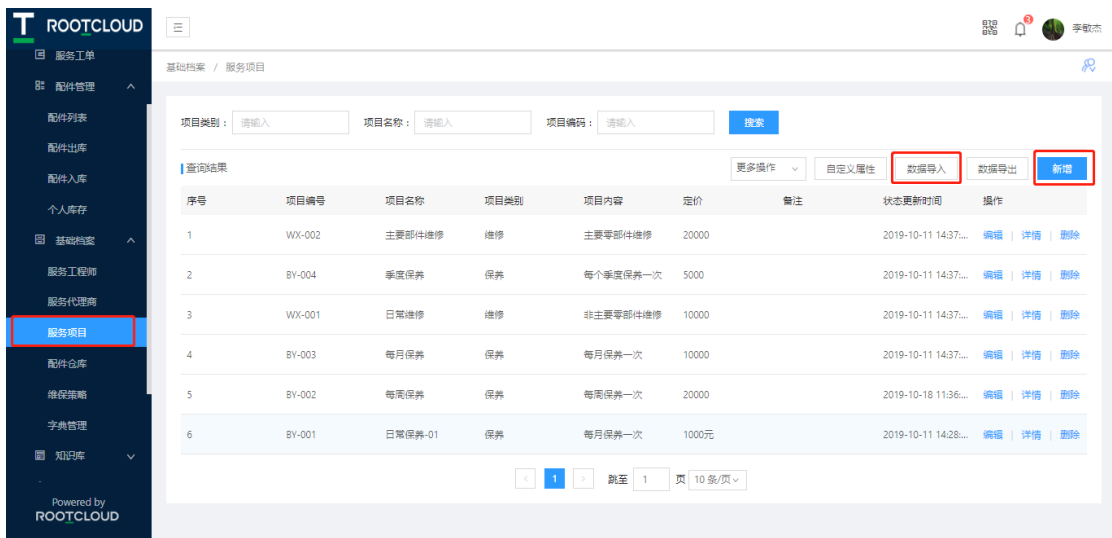 ROOTCLOUD
3
李敏杰
服务工单
配件管理
配件列表
配件出库
配件入库
个人库存
基础档案
服务工程师
服务代理商
服务项目
配件仓库
维保策略
字典管理
知识库
Powered by
ROOTCLOUD
基础档案 / 服务项目
项目类别： 请输入 项目名称： 请输入 项目编码： 请输入 搜索
查询结果 更多操作 自定义属性 数据导入 数据导出 新增
序号 项目编号 项目名称 项目类别 项目内容 定价 备注 状态更新时间 操作
1 WX-002 主要部件维修 维修 主要零部件维修 20000 2019-10-11 14:37:... 编辑 | 详情 | 删除
2 BY-004 季度保养 保养 每个季度保养一次 5000 2019-10-11 14:37:... 编辑 | 详情 | 删除
3 WX-001 日常维修 维修 非主要零部件维修 10000 2019-10-11 14:37:... 编辑 | 详情 | 删除
4 BY-003 每月保养 保养 每月保养一次 10000 2019-10-11 14:37:... 编辑 | 详情 | 删除
5 BY-002 每周保养 保养 每周保养一次 20000 2019-10-18 11:36:... 编辑 | 详情 | 删除
6 BY-001 日常保养-01 保养 每月保养一次 1000元 2019-10-11 14:28:... 编辑 | 详情 | 删除
< 1 > 跳至 1 页 10 条/页